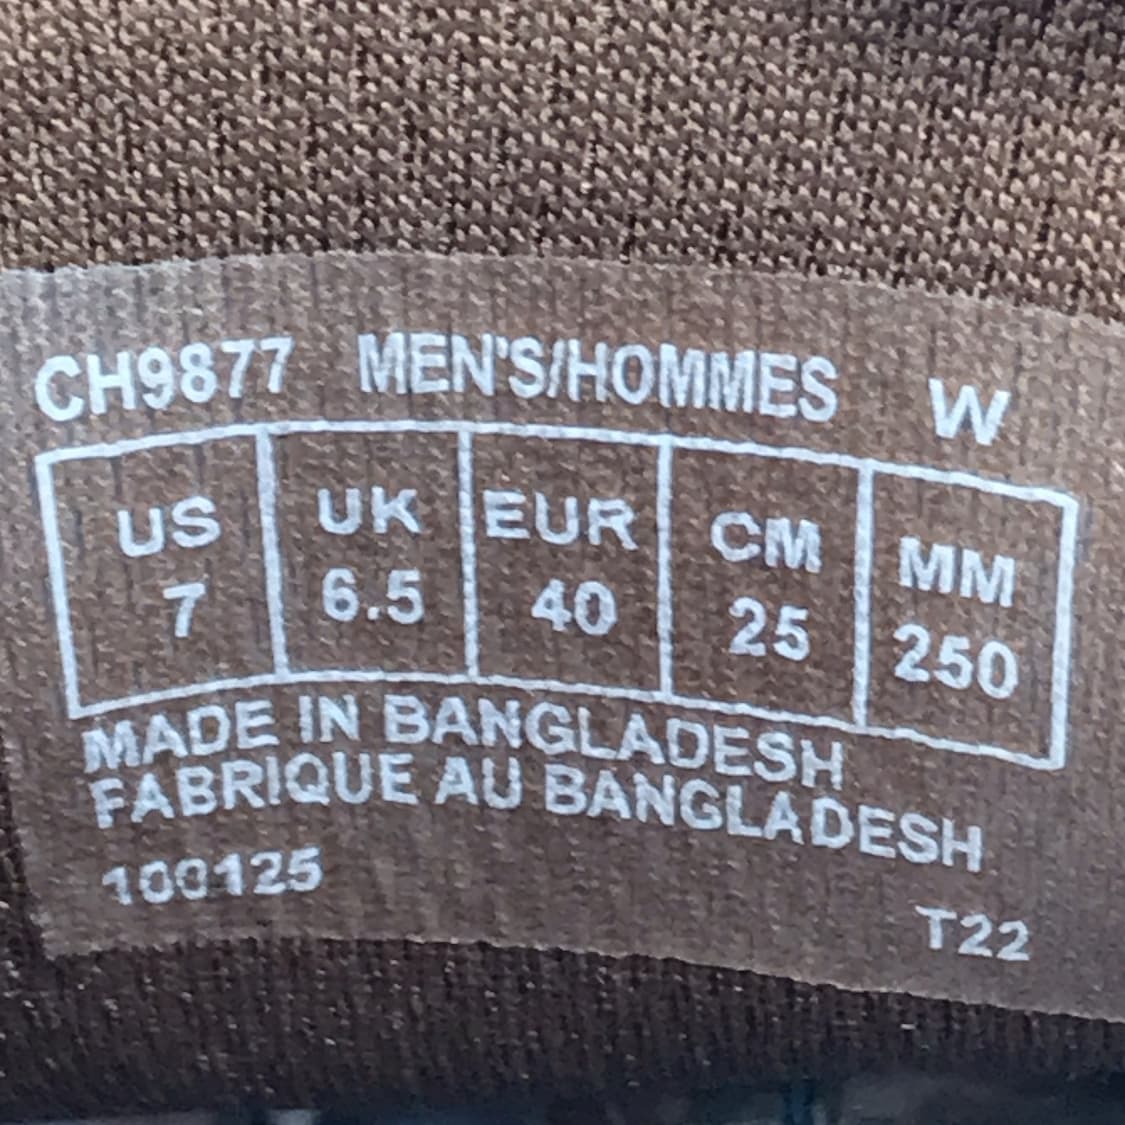 CH9877 MEN'S/HOMMES W
US UK EUR CM MM
7 6.5 40 25 250
MADE IN BANGLADESH
FABRIQUE AU BANGLADESH
100125
T22